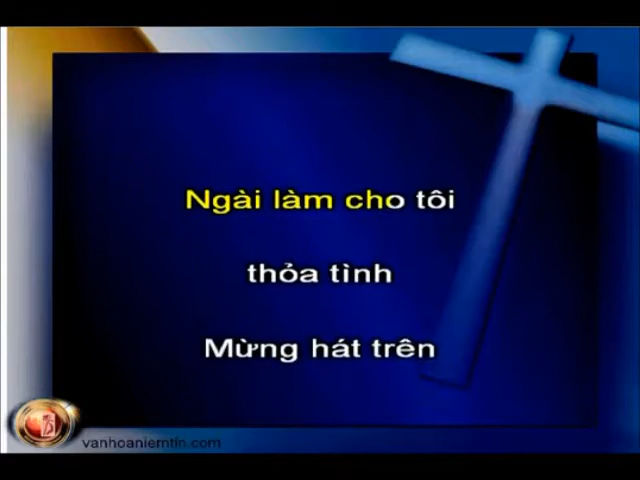 Ngài làm cho tôi
thỏa tình
Mừng hát trên
vanhoaniemtin.com